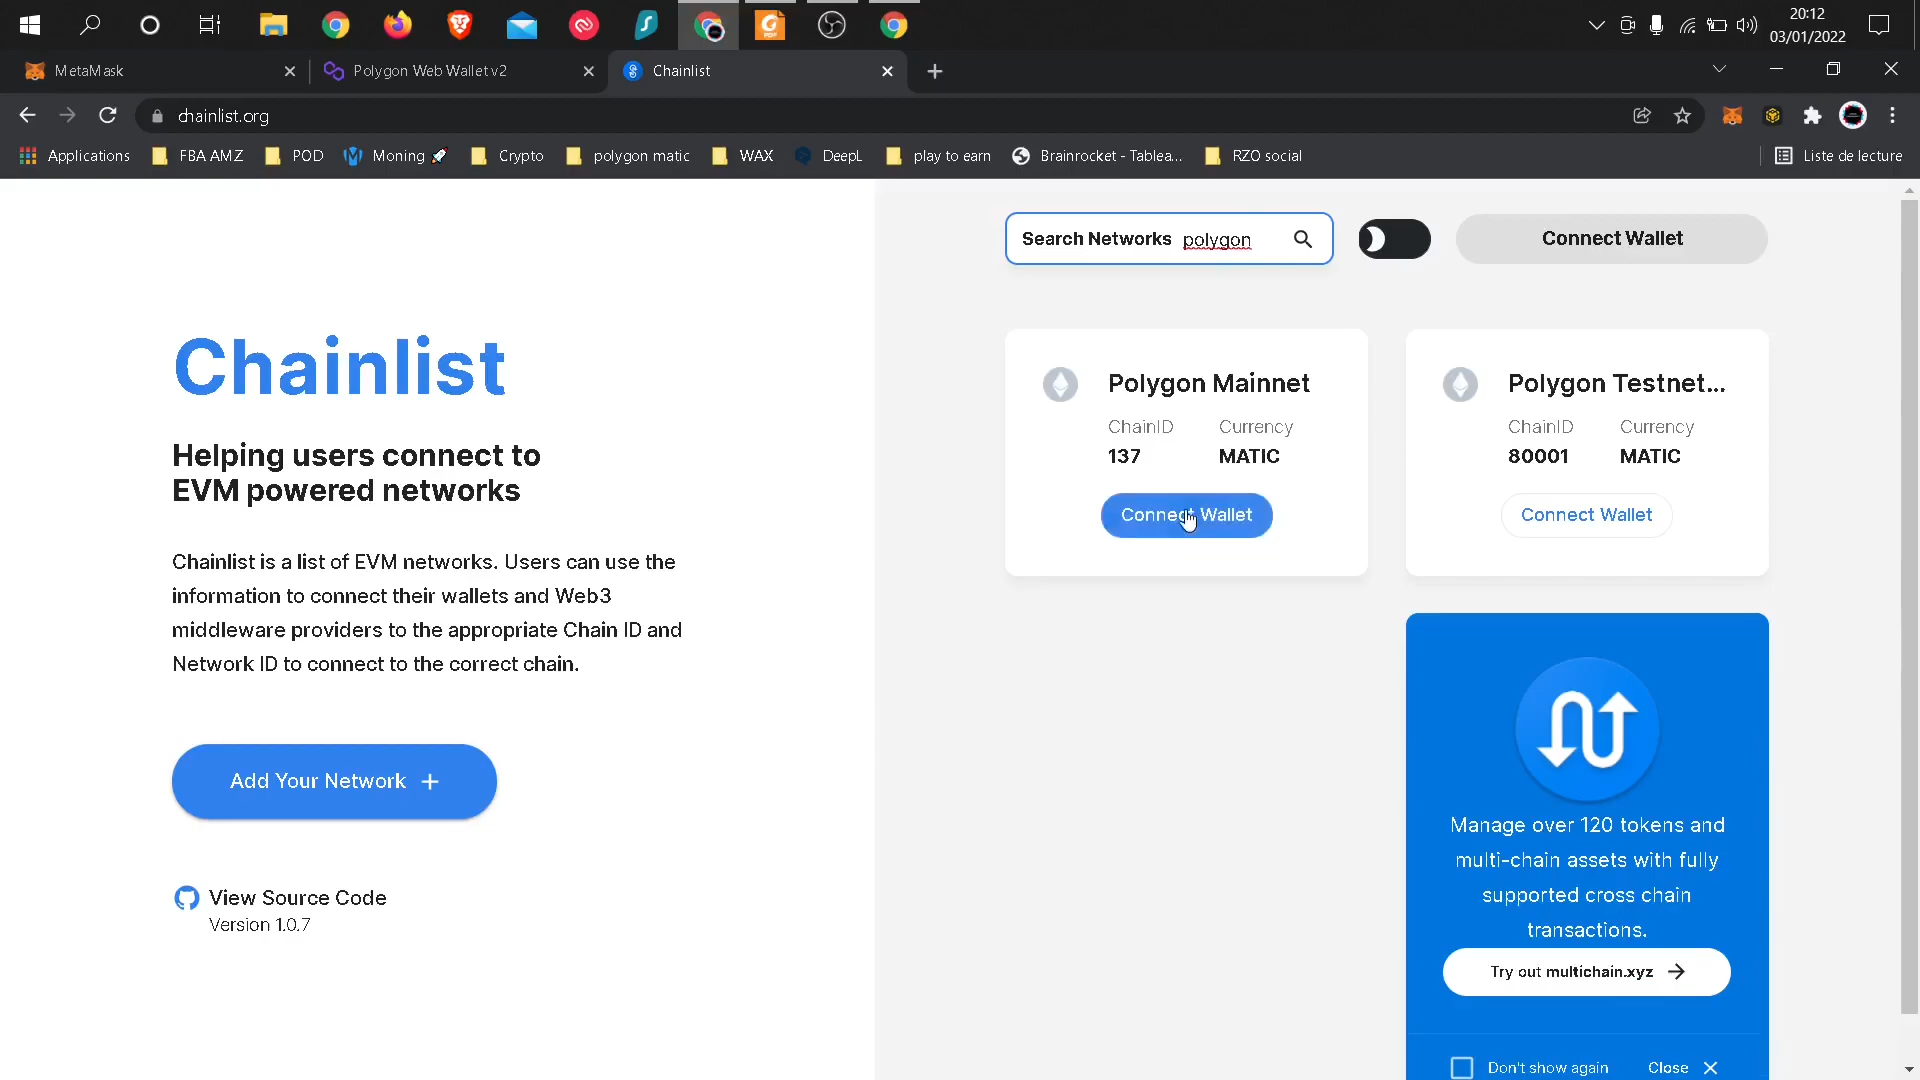 20:12
03/01/2022
MetaMask
Polygon Web Wallet v2
Chainlist
chainlist.org
Applications
FBA AMZ
POD
Moning 🚀
Crypto
polygon matic
WAX
DeepL
play to earn
Brainrocket - Tablea...
RZO social
Liste de lecture
Search Networks polygon
Connect Wallet
Chainlist
Helping users connect to
EVM powered networks
Chainlist is a list of EVM networks. Users can use the
information to connect their wallets and Web3
middleware providers to the appropriate Chain ID and
Network ID to connect to the correct chain.
Add Your Network +
View Source Code
Version 1.0.7
Polygon Mainnet
ChainID Currency
137 MATIC
Connect Wallet
Polygon Testnet...
ChainID Currency
80001 MATIC
Connect Wallet
Manage over 120 tokens and
multi-chain assets with fully
supported cross chain
transactions.
Try out multichain.xyz →
Don't show again Close